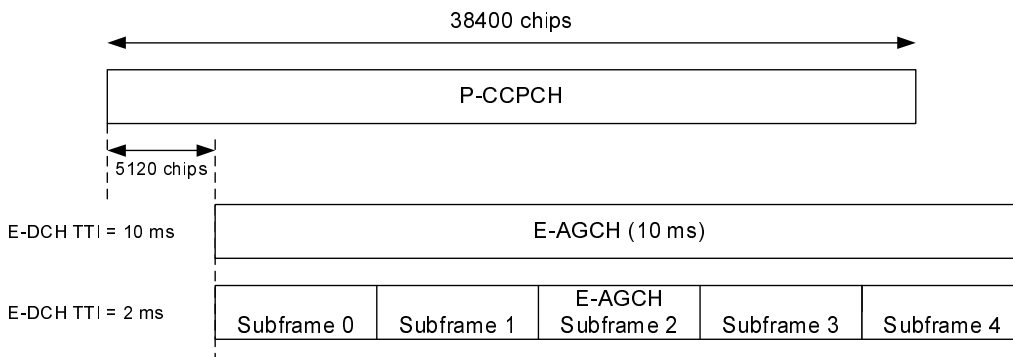 38400 chips
P-CCPCH
5120 chips
E-DCH TTI = 10 ms
E-AGCH (10 ms)
E-DCH TTI = 2 ms
E-AGCH
Subframe 0
Subframe 1
Subframe 2
Subframe 3
Subframe 4